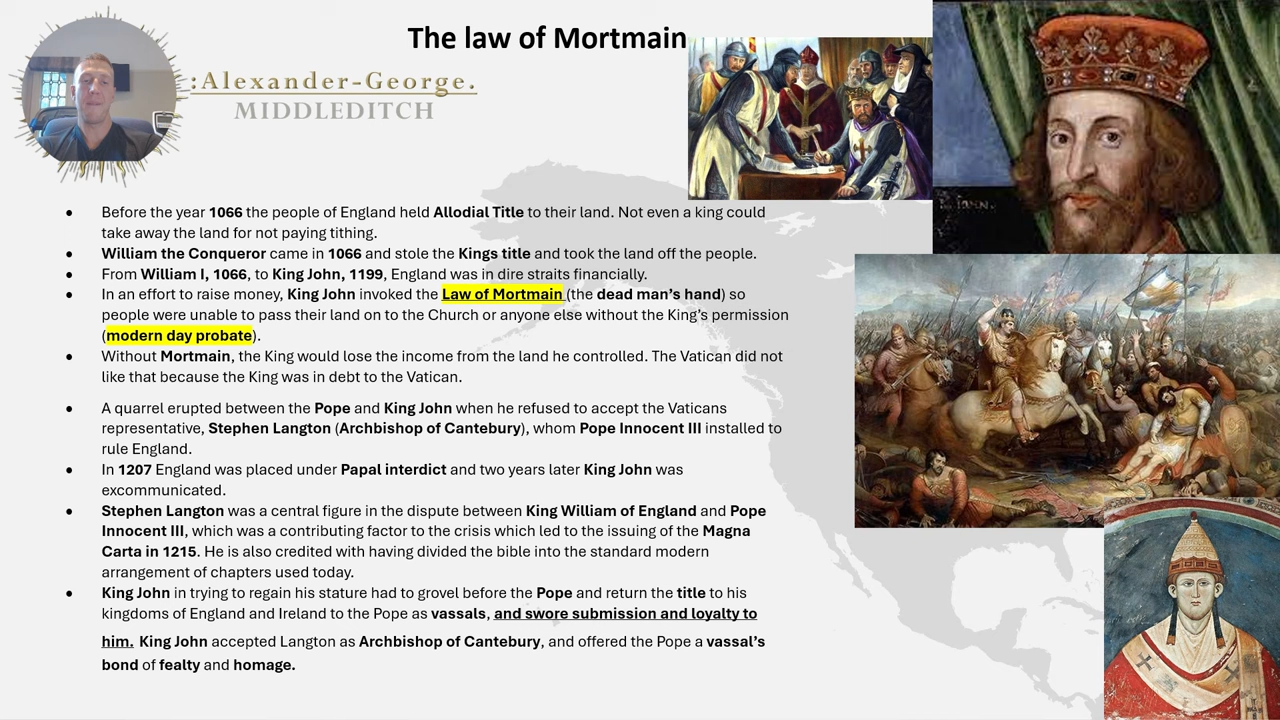 The law of Mortmain
:Alexander-George.
MIDDLEDITCH
• Before the year 1066 the people of England held Allodial Title to their land. Not even a king could
take away the land for not paying tithing.
• William the Conqueror came in 1066 and stole the Kings title and took the land off the people.
• From William I, 1066, to King John, 1199, England was in dire straits financially.
• In an effort to raise money, King John invoked the Law of Mortmain (the dead man’s hand) so
people were unable to pass their land on to the Church or anyone else without the King’s permission
(modern day probate).
• Without Mortmain, the King would lose the income from the land he controlled. The Vatican did not
like that because the King was in debt to the Vatican.
• A quarrel erupted between the Pope and King John when he refused to accept the Vaticans
representative, Stephen Langton (Archbishop of Cantebury), whom Pope Innocent III installed to
rule England.
• In 1207 England was placed under Papal interdict and two years later King John was
excommunicated.
• Stephen Langton was a central figure in the dispute between King William of England and Pope
Innocent III, which was a contributing factor to the crisis which led to the issuing of the Magna
Carta in 1215. He is also credited with having divided the bible into the standard modern
arrangement of chapters used today.
• King John in trying to regain his stature had to grovel before the Pope and return the title to his
kingdoms of England and Ireland to the Pope as vassals, and swore submission and loyalty to
him. King John accepted Langton as Archbishop of Cantebury, and offered the Pope a vassal’s
bond of fealty and homage.